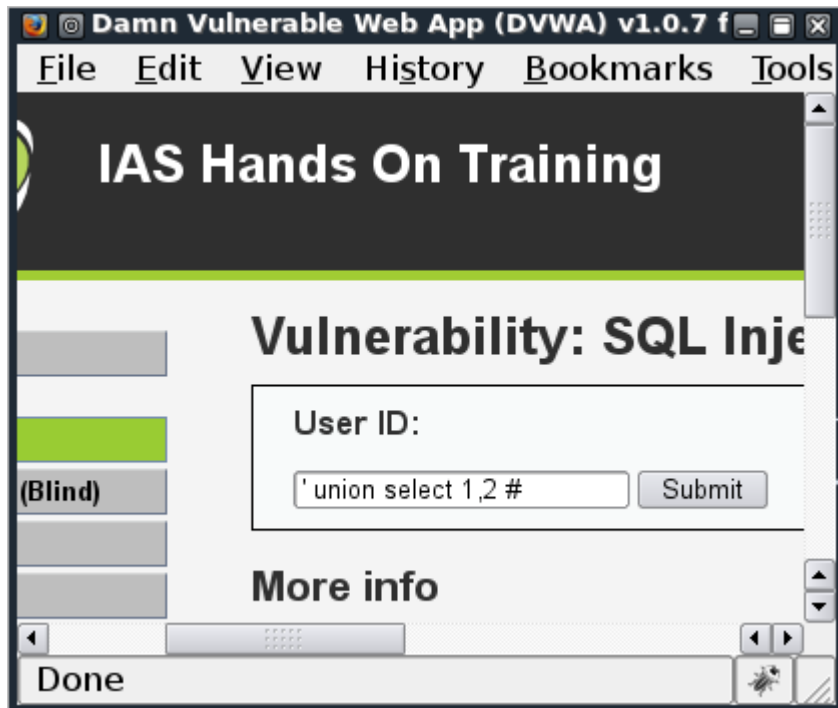 Damn Vulnerable Web App (DVWA) v1.0.7 f
File Edit View History Bookmarks Tools
IAS Hands On Training
Vulnerability: SQL Inje
User ID:
' union select 1,2 #
Submit
(Blind)
More info
Done